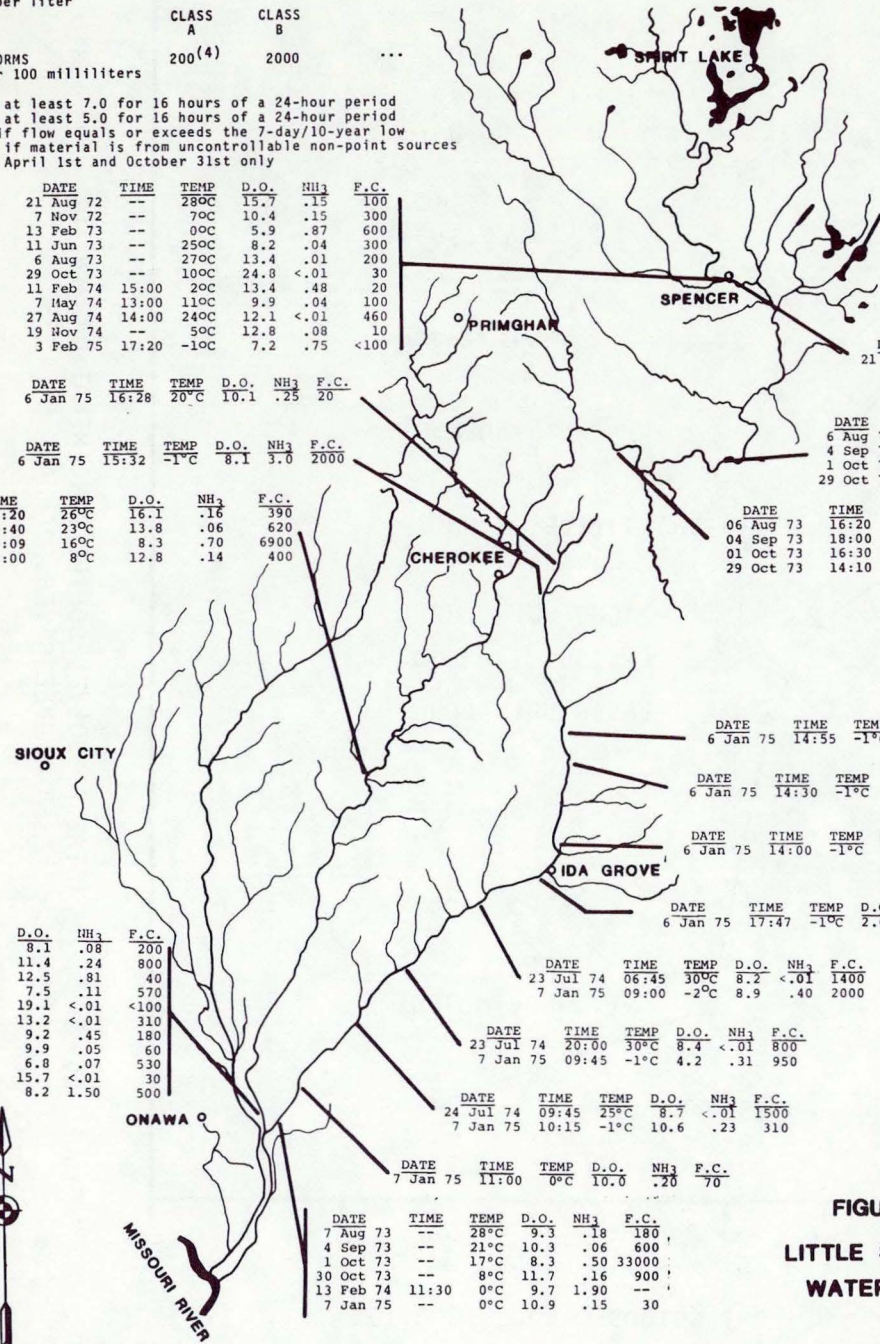 per liter
CLASS A CLASS B
ORMS 200(4) 2000 ...
100 milliliters
at least 7.0 for 16 hours of a 24-hour period
at least 5.0 for 16 hours of a 24-hour period
if flow equals or exceeds the 7-day/10-year low
if material is from uncontrollable non-point sources
April 1st and October 31st only
SPIRIT LAKE
DATE TIME TEMP D.O. NH3 F.C.
21 Aug 72 -- 28°C 15.7 .15 100
7 Nov 72 -- 7°C 10.4 .15 300
13 Feb 73 -- 0°C 5.9 .87 600
11 Jun 73 -- 25°C 8.2 .04 300
6 Aug 73 -- 27°C 13.4 .01 200
29 Oct 73 -- 10°C 24.8 <.01 30
11 Feb 74 15:00 2°C 13.4 .48 20
7 May 74 13:00 11°C 9.9 .04 100
27 Aug 74 14:00 24°C 12.1 <.01 460
19 Nov 74 -- 5°C 12.8 .08 10
3 Feb 75 17:20 -1°C 7.2 .75 <100
SPENCER
PRIMGHAR
21
DATE TIME TEMP D.O. NH3 F.C.
6 Jan 75 16:28 20°C 10.1 .25 20
DATE
6 Aug
4 Sep
1 Oct
29 Oct
DATE TIME TEMP D.O. NH3 F.C.
6 Jan 75 15:32 -1°C 8.1 3.0 2000
ME TEMP D.O. NH3 F.C.
:20 26°C 16.1 .16 390
:40 23°C 13.8 .06 620
:09 16°C 8.3 .70 6900
:00 8°C 12.8 .14 400
DATE TIME
06 Aug 73 16:20
04 Sep 73 18:00
01 Oct 73 16:30
29 Oct 73 14:10
CHEROKEE
DATE TIME TEM
6 Jan 75 14:55 -1°
SIOUX CITY
DATE TIME TEMP
6 Jan 75 14:30 -1°C
DATE TIME TEMP
6 Jan 75 14:00 -1°C
IDA GROVE
DATE TIME TEMP D.O
6 Jan 75 17:47 -1°C 2.
D.O. NH3 F.C.
8.1 .08 200
11.4 .24 800
12.5 .81 40
7.5 .11 570
19.1 <.01 <100
13.2 <.01 310
9.2 .45 180
9.9 .05 60
6.8 .07 530
15.7 <.01 30
8.2 1.50 500
DATE TIME TEMP D.O. NH3 F.C.
23 Jul 74 06:45 30°C 8.2 <.01 1400
7 Jan 75 09:00 -2°C 8.9 .40 2000
DATE TIME TEMP D.O. NH3 F.C.
23 Jul 74 20:00 30°C 8.4 <.01 800
7 Jan 75 09:45 -1°C 4.2 .31 950
DATE TIME TEMP D.O. NH3 F.C.
24 Jul 74 09:45 25°C 8.7 <.01 1500
7 Jan 75 10:15 -1°C 10.6 .23 310
ONAWA
DATE TIME TEMP D.O. NH3 F.C.
7 Jan 75 11:00 0°C 10.0 .20 70
N
MISSOURI RIVER
DATE TIME TEMP D.O. NH3 F.C.
7 Aug 73 -- 28°C 9.3 .18 180
4 Sep 73 -- 21°C 10.3 .06 600
1 Oct 73 -- 17°C 8.3 .50 33000
30 Oct 73 -- 8°C 11.7 .16 900
13 Feb 74 11:30 0°C 9.7 1.90 --
7 Jan 75 -- 0°C 10.9 .15 30
FIGU
LITTLE
WATER